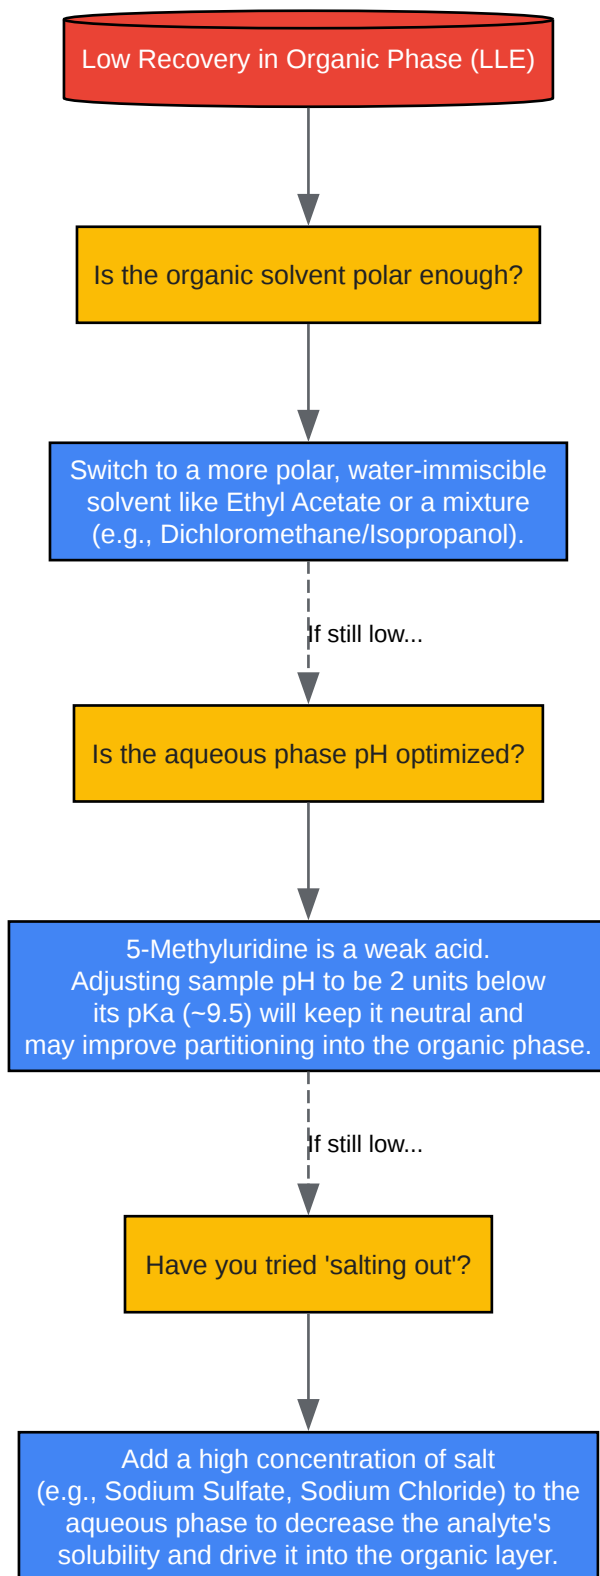 Low Recovery in Organic Phase (LLE)
Is the organic solvent polar enough?
Switch to a more polar, water-immiscible
solvent like Ethyl Acetate or a mixture
(e.g., Dichloromethane/Isopropanol).
If still low...
Is the aqueous phase pH optimized?
5-Methyluridine is a weak acid.
Adjusting sample pH to be 2 units below
its pKa (~9.5) will keep it neutral and
may improve partitioning into the organic phase.
If still low...
Have you tried 'salting out'?
Add a high concentration of salt
(e.g., Sodium Sulfate, Sodium Chloride) to the
aqueous phase to decrease the analyte's
solubility and drive it into the organic layer.